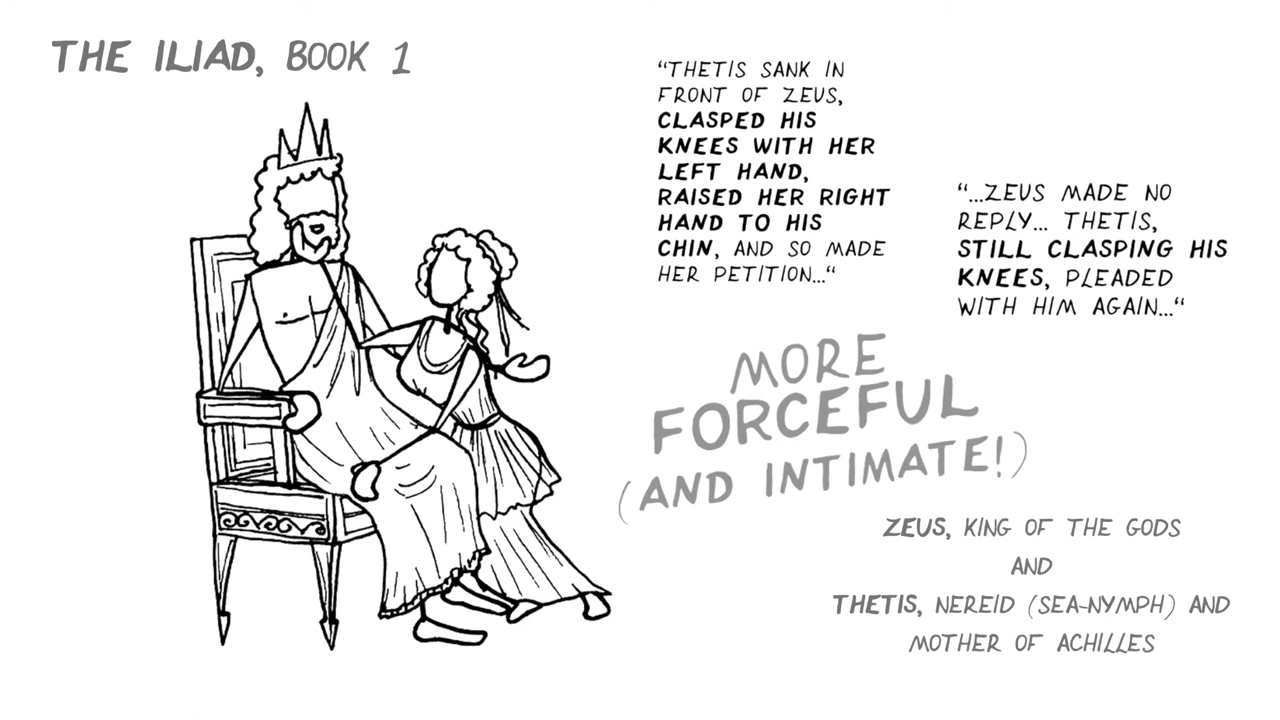 THE ILIAD, BOOK 1
“THETIS SANK IN
FRONT OF ZEUS,
CLASPED HIS
KNEES WITH HER
LEFT HAND,
RAISED HER RIGHT
HAND TO HIS
CHIN, AND SO MADE
HER PETITION...“
“...ZEUS MADE NO
REPLY... THETIS,
STILL CLASPING HIS
KNEES, PLEADED
WITH HIM AGAIN...“
MORE
FORCEFUL
(AND INTIMATE!)
ZEUS, KING OF THE GODS
AND
THETIS, NEREID (SEA-NYMPH) AND
MOTHER OF ACHILLES